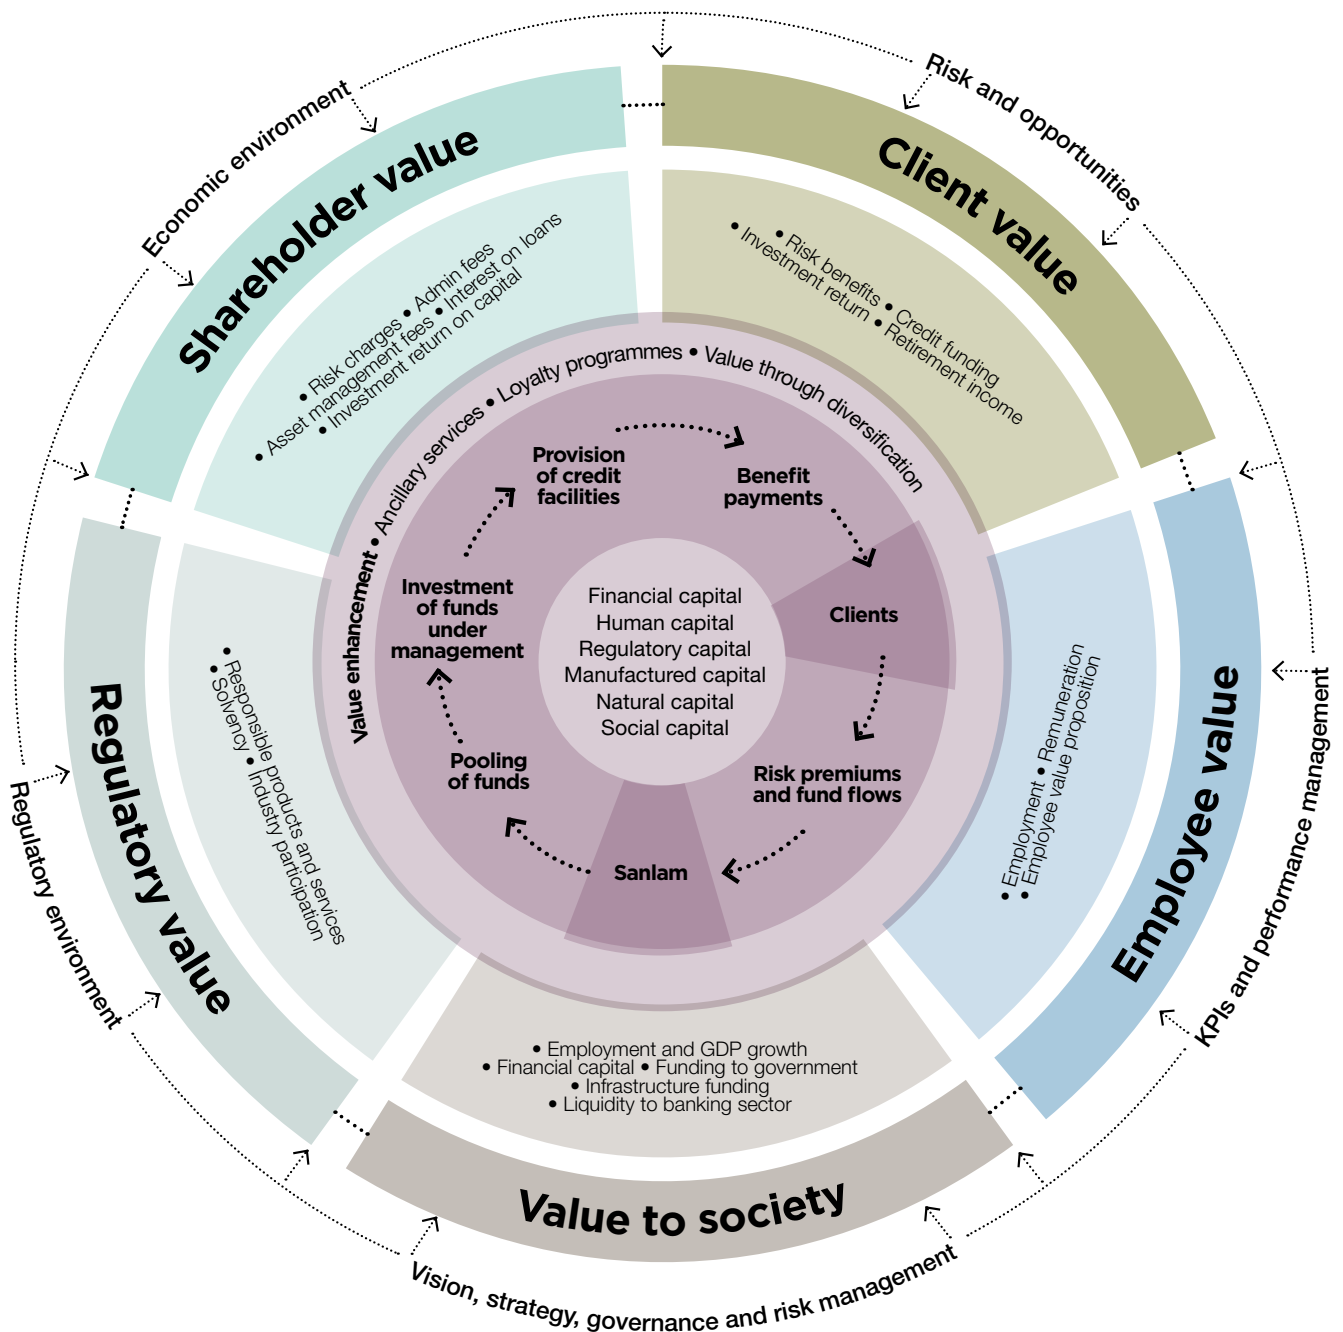 Economic environment
Risk and opportunities
KPIs and performance management
Vision, strategy, governance and risk management
Regulatory environment
Shareholder value
• Risk charges • Admin fees
• Asset management fees • Interest on loans
• Investment return on capital
Client value
• Risk benefits • Credit funding
• Investment return • Retirement income
Employee value
• Employment • Remuneration
• Employee value proposition
Value to society
• Employment and GDP growth
• Financial capital • Funding to government
• Infrastructure funding
• Liquidity to banking sector
Regulatory value
• Responsible products and services
• Solvency • Industry participation
Value enhancement • Ancillary services • Loyalty programmes • Value through diversification
Provision
of credit
facilities
Benefit
payments
Clients
Risk premiums
and fund flows
Sanlam
Pooling
of funds
Investment
of funds
under
management
Financial capital
Human capital
Regulatory capital
Manufactured capital
Natural capital
Social capital